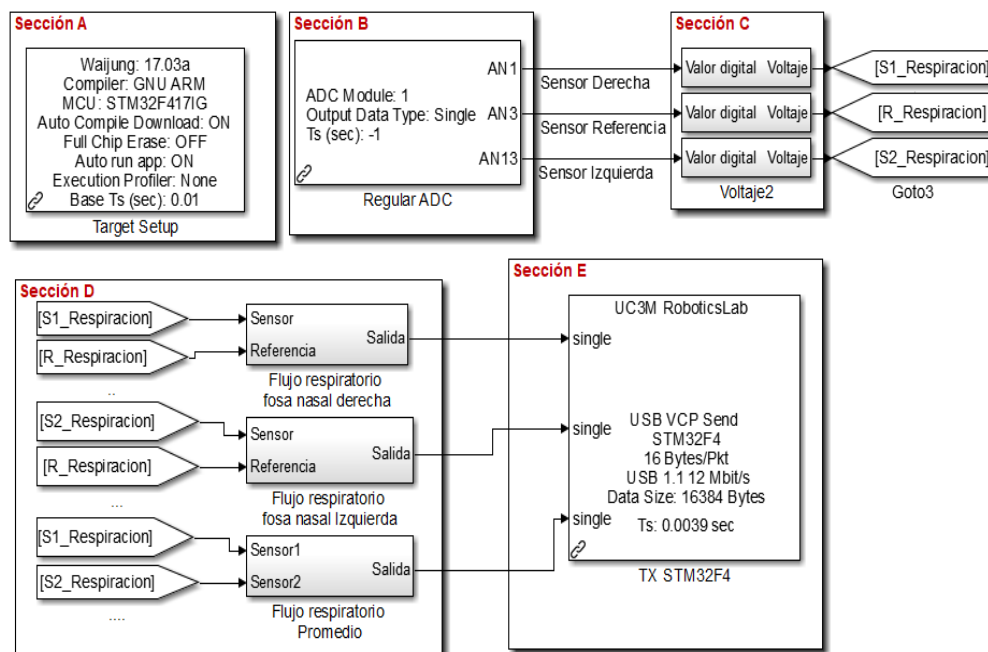 Sección A
Waijung: 17.03a
Compiler: GNU ARM
MCU: STM32F417IG
Auto Compile Download: ON
Full Chip Erase: OFF
Auto run app: ON
Execution Profiler: None
Base Ts (sec): 0.01
Target Setup
Sección B
ADC Module: 1
Output Data Type: Single
Ts (sec): -1
AN1
AN3
AN13
Regular ADC
Sensor Derecha
Sensor Referencia
Sensor Izquierda
Sección C
Valor digital Voltaje
Valor digital Voltaje
Valor digital Voltaje
Voltaje2
[S1_Respiracion]
[R_Respiracion]
[S2_Respiracion]
Goto3
Sección D
[S1_Respiracion]
[R_Respiracion]
..
Sensor
Referencia
Salida
Flujo respiratorio
fosa nasal derecha
[S2_Respiracion]
[R_Respiracion]
...
Sensor
Referencia
Salida
Flujo respiratorio
fosa nasal Izquierda
[S1_Respiracion]
[S2_Respiracion]
....
Sensor1
Sensor2
Salida
Flujo respiratorio
Promedio
Sección E
UC3M RoboticsLab
single
single
single
USB VCP Send
STM32F4
16 Bytes/Pkt
USB 1.1 12 Mbit/s
Data Size: 16384 Bytes
Ts: 0.0039 sec
TX STM32F4